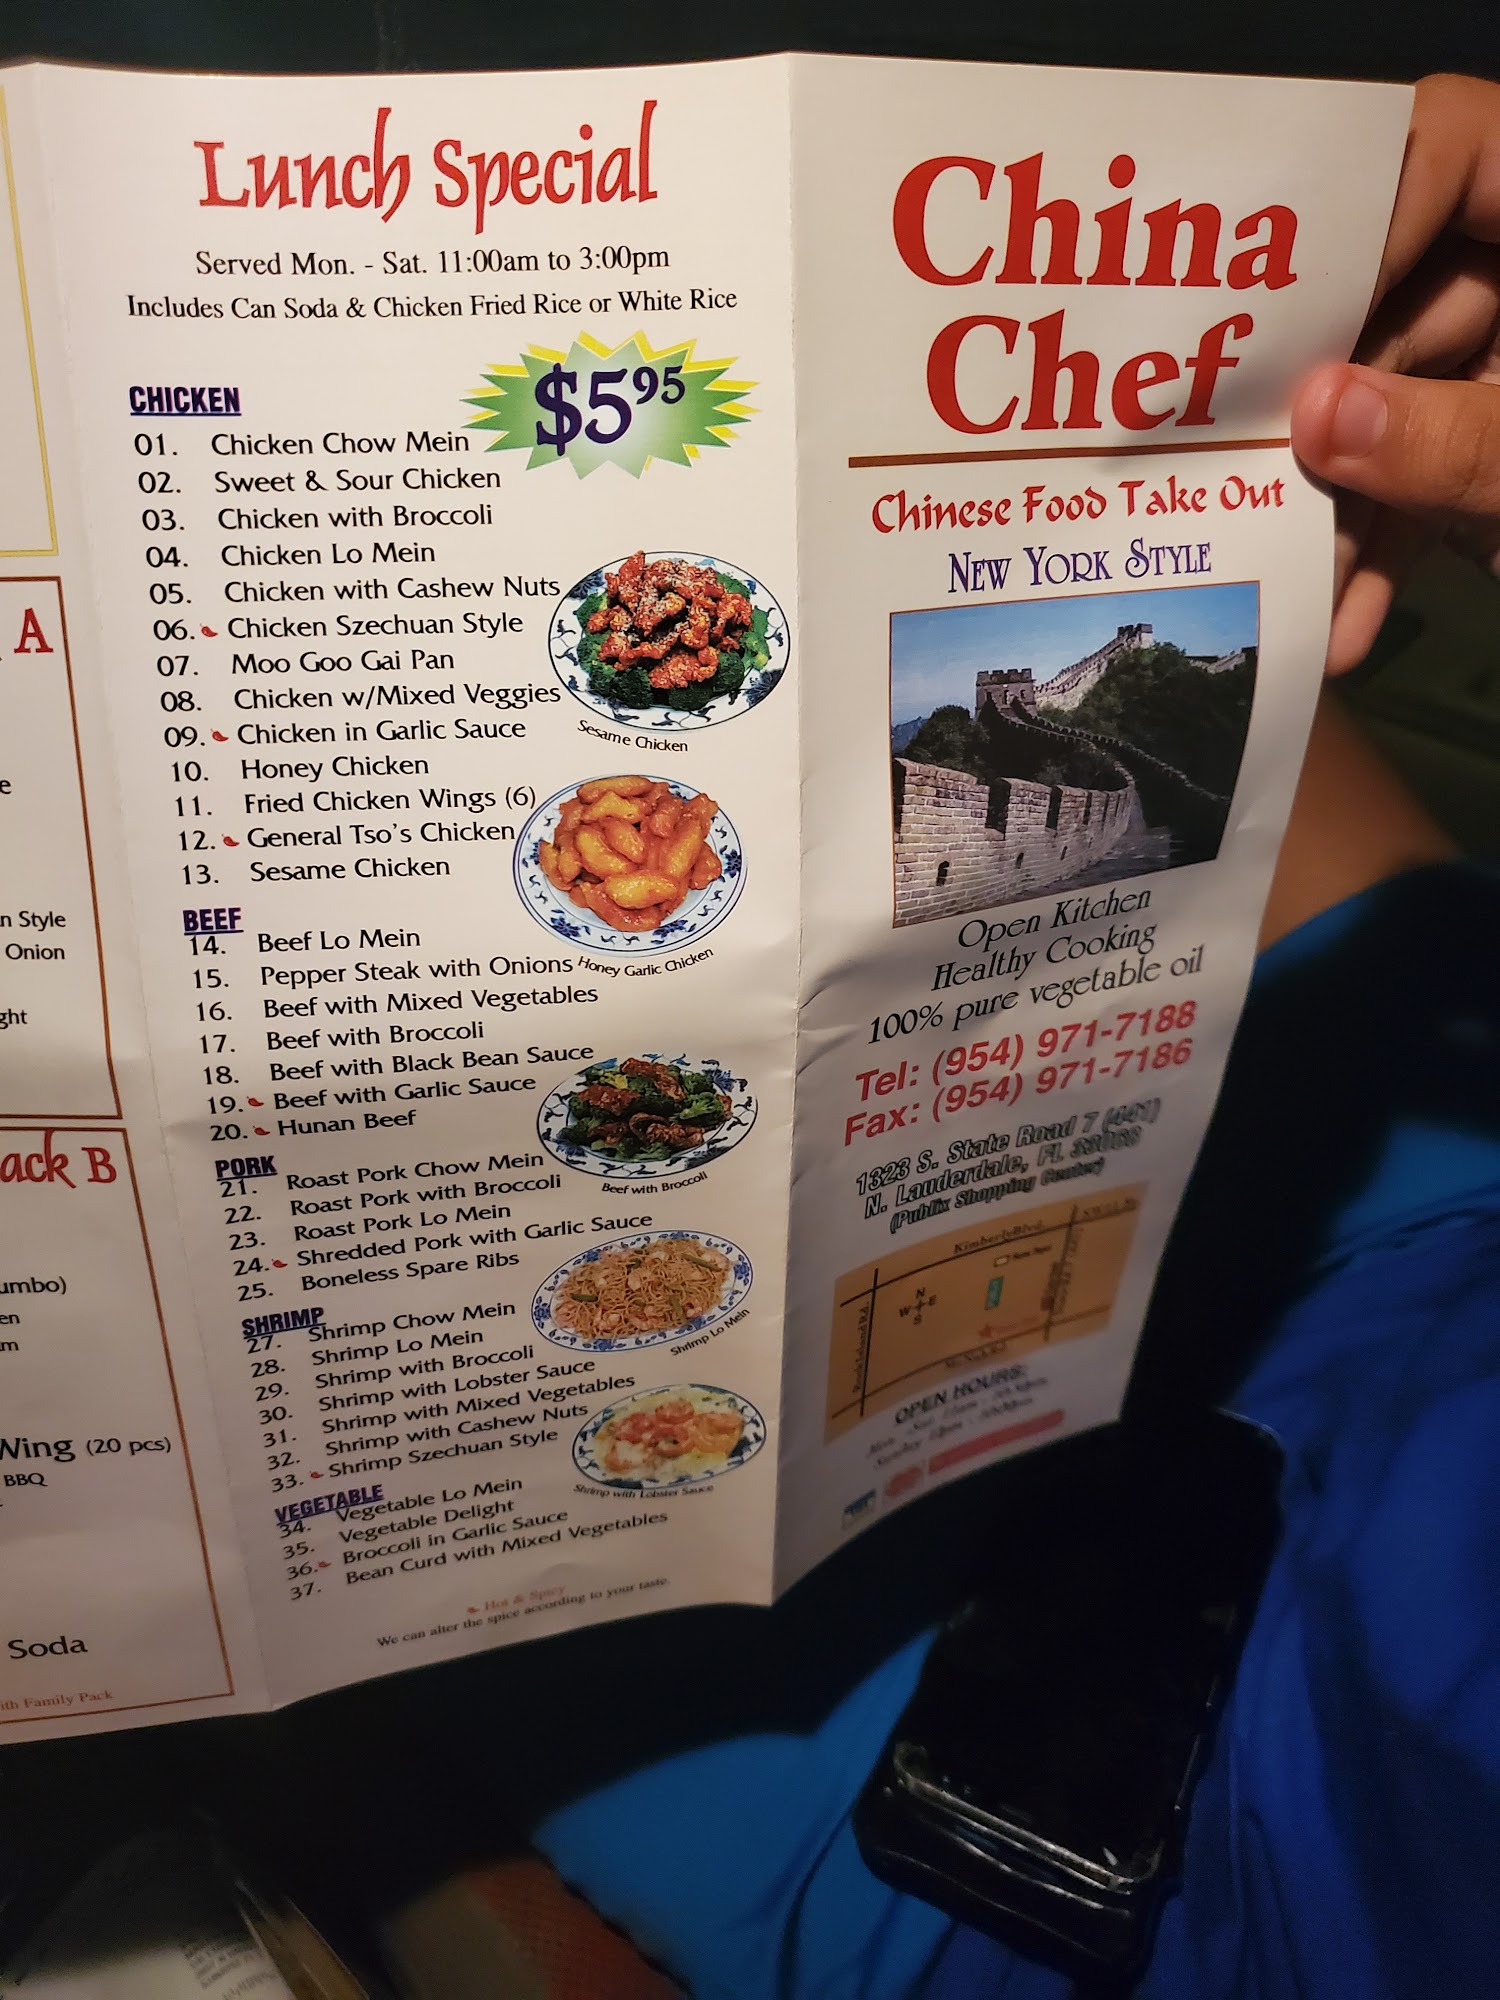 A
e
n Style
Onion
ght
ack B
umbo)
en
m
Wing (20 pcs)
BBQ
Soda
ith Family Pack
Lunch Special
Served Mon. - Sat. 11:00am to 3:00pm
Includes Can Soda & Chicken Fried Rice or White Rice
$5 95
CHICKEN
01. Chicken Chow Mein
02. Sweet & Sour Chicken
03. Chicken with Broccoli
04. Chicken Lo Mein
05. Chicken with Cashew Nuts
06. Chicken Szechuan Style
07. Moo Goo Gai Pan
08. Chicken w/Mixed Veggies
09. Chicken in Garlic Sauce
10. Honey Chicken
11. Fried Chicken Wings (6)
12. General Tso's Chicken
13. Sesame Chicken
Sesame Chicken
BEEF
14. Beef Lo Mein
15. Pepper Steak with Onions
16. Beef with Mixed Vegetables
17. Beef with Broccoli
18. Beef with Black Bean Sauce
19. Beef with Garlic Sauce
20. Hunan Beef
Honey Garlic Chicken
PORK
21. Roast Pork Chow Mein
22. Roast Pork with Broccoli
23. Roast Pork Lo Mein
24. Shredded Pork with Garlic Sauce
25. Boneless Spare Ribs
Beef with Broccoli
SHRIMP
27. Shrimp Chow Mein
28. Shrimp Lo Mein
29. Shrimp with Broccoli
30. Shrimp with Lobster Sauce
31. Shrimp with Mixed Vegetables
32. Shrimp with Cashew Nuts
33. Shrimp Szechuan Style
Shrimp Lo Mein
VEGETABLE
34. Vegetable Lo Mein
35. Vegetable Delight
36. Broccoli in Garlic Sauce
37. Bean Curd with Mixed Vegetables
Shrimp with Lobster Sauce
Hot & Spicy
We can alter the spice according to your taste.
China
Chef
Chinese Food Take Out
New York Style
Open Kitchen
Healthy Cooking
100% pure vegetable oil
Tel: (954) 971-7188
Fax: (954) 971-7186
1323 S. State Road 7 (441)
N. Lauderdale, FL 33068
(Publix Shopping Center)
Kimberly Blvd.
Rock Island Rd.
N
W E
S
OPEN HOURS: